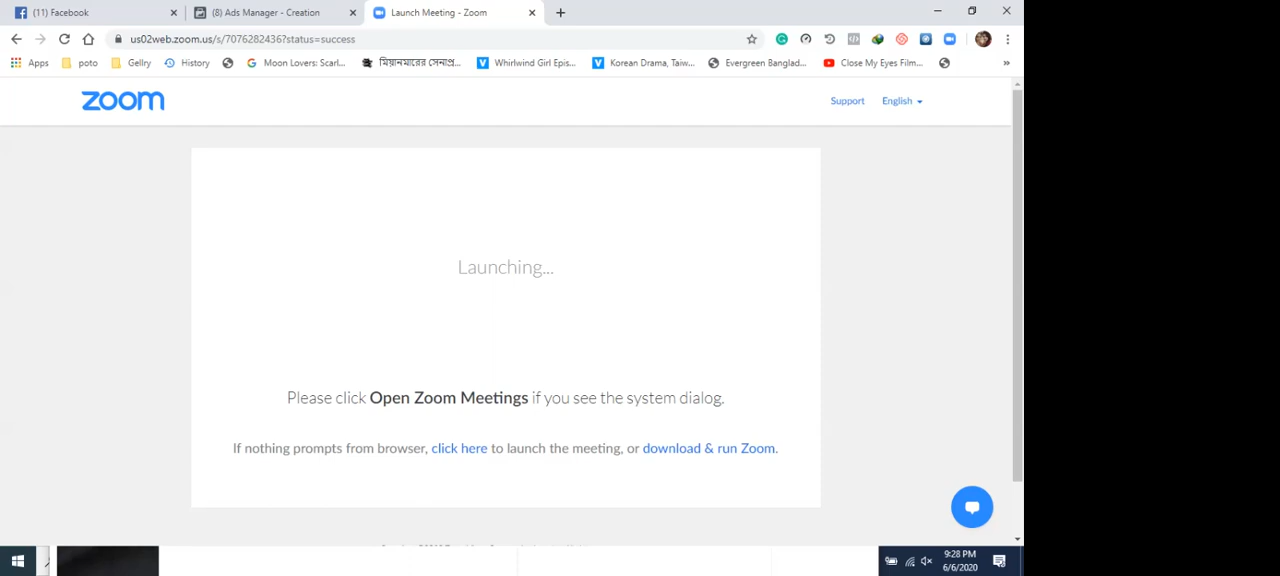 (11) Facebook
(8) Ads Manager - Creation
Launch Meeting - Zoom
us02web.zoom.us/s/7076282436?status=success
Apps
poto
Gellry
History
Moon Lovers: Scarl...
মিয়ানমারের সেনাপ্র...
Whirlwind Girl Epis...
Korean Drama, Taiw...
Evergreen Banglad...
Close My Eyes Film...
»
zoom
Support
English
Launching...
Please click Open Zoom Meetings if you see the system dialog.
If nothing prompts from browser, click here to launch the meeting, or download & run Zoom.
9:28 PM
6/6/2020